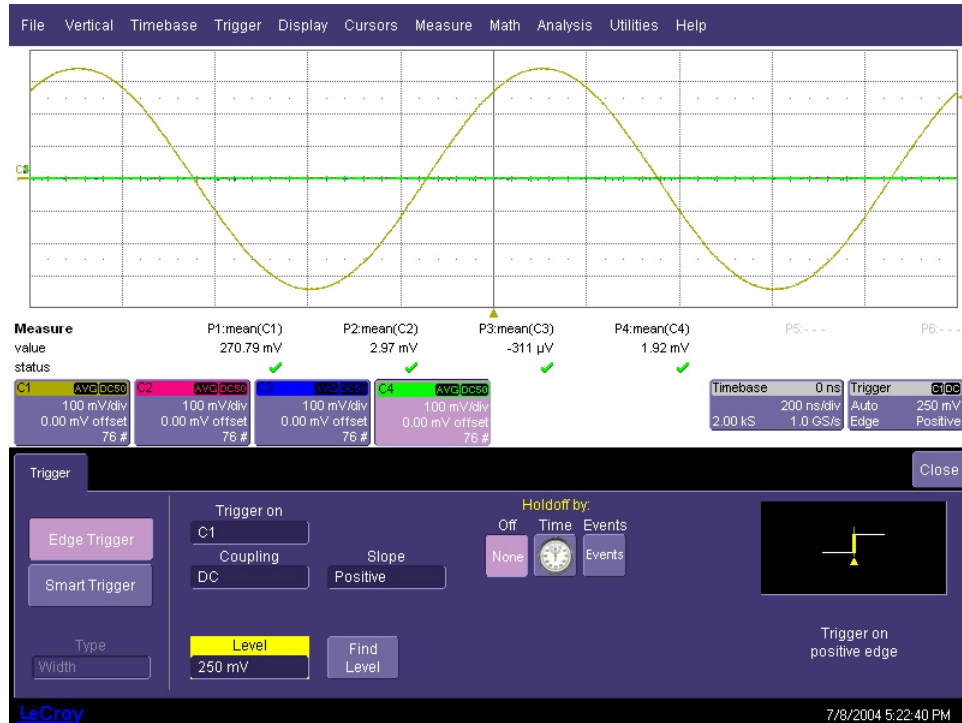 File Vertical Timebase Trigger Display Cursors Measure Math Analysis Utilities Help
Measure P1:mean(C1) P2:mean(C2) P3:mean(C3) P4:mean(C4) P5:- - - P6:- - -
value 270.79 mV 2.97 mV -311 µV 1.92 mV
status
C1 AVG DC50 C2 AVG DC50 C3 AVG DC50 C4 AVG DC50 Timebase 0 ns Trigger C1 DC
100 mV/div 100 mV/div 100 mV/div 100 mV/div 200 ns/div Auto 250 mV
0.00 mV offset 0.00 mV offset 0.00 mV offset 0.00 mV offset 2.00 kS 1.0 GS/s Edge Positive
76 # 76 # 76 # 76 #
Trigger Close
Trigger on
C1
Coupling Slope
DC Positive
Edge Trigger
Smart Trigger
Type
Width
Level
250 mV
Find
Level
Holdoff by:
Off Time Events
None Events
Trigger on
positive edge
LeCroy 7/8/2004 5:22:40 PM